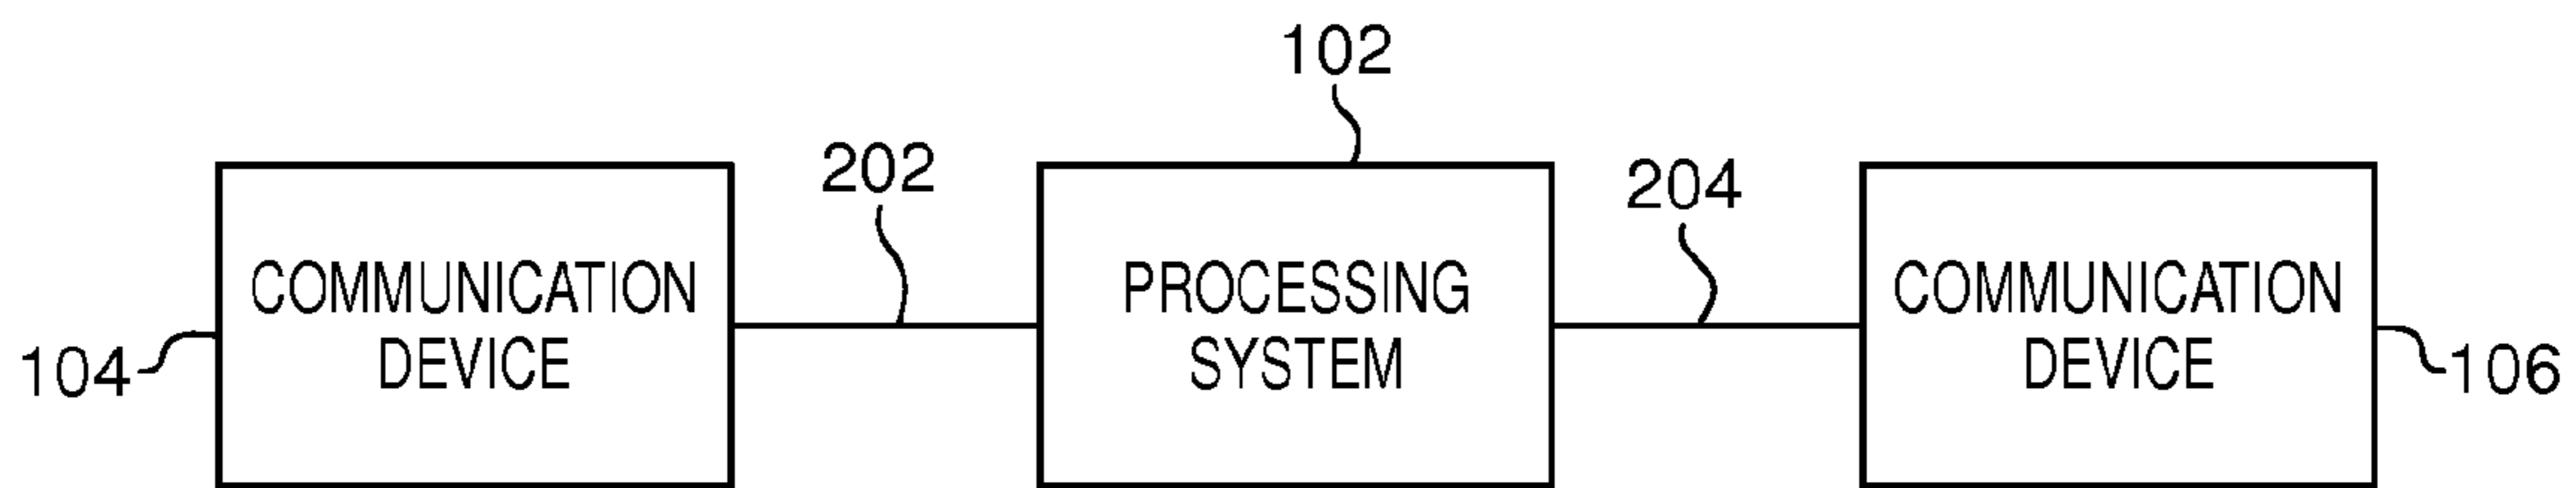 102
202
204
COMMUNICATION
DEVICE
PROCESSING
SYSTEM
COMMUNICATION
DEVICE
104
106